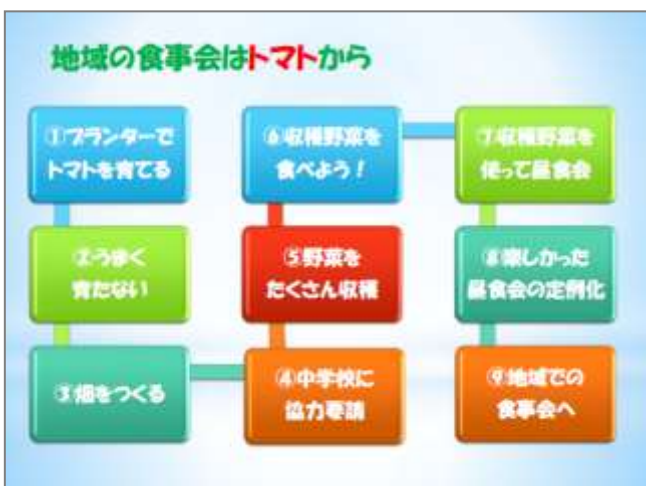 地域の食事会はトマトから
①プランターで
トマトを育てる
②うまく
育たない
③畑をつくる
④中学校に
協力要請
⑤野菜を
たくさん収穫
⑥収穫野菜を
食べよう！
⑦収穫野菜を
使って昼食会
⑧楽しかった
昼食会の定例化
⑨地域での
食事会へ